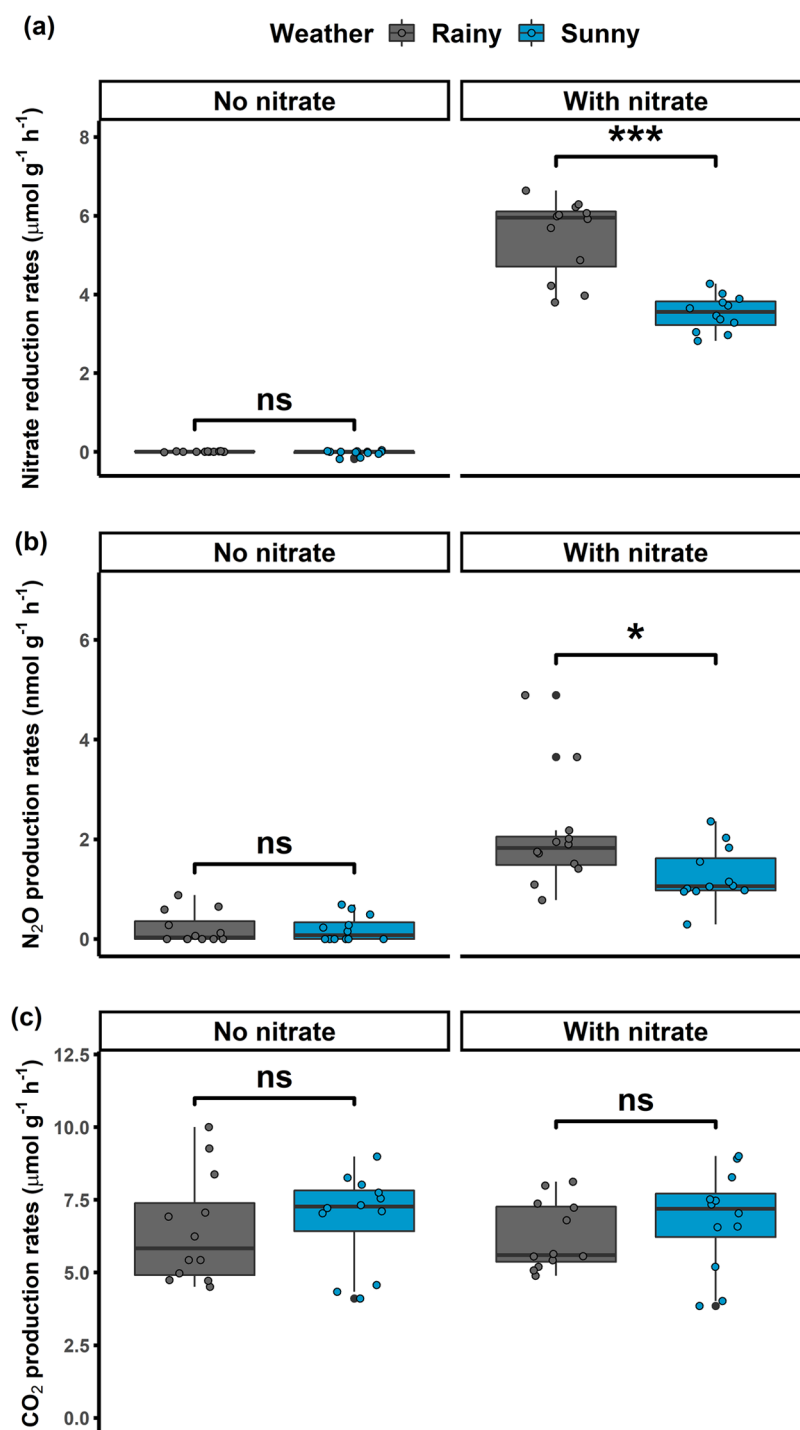 (a)
Weather Rainy Sunny
No nitrate With nitrate
Nitrate reduction rates (μmol g⁻¹ h⁻¹)
8
6
4
2
0
ns
***
(b)
No nitrate With nitrate
N₂O production rates (nmol g⁻¹ h⁻¹)
6
4
2
0
ns
*
(c)
No nitrate With nitrate
CO₂ production rates (μmol g⁻¹ h⁻¹)
12.5
10.0
7.5
5.0
2.5
0.0
ns
ns